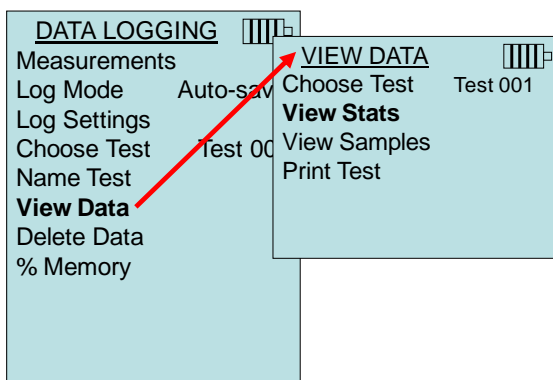 DATA LOGGING
Measurements
Log Mode
Log Settings
Choose Test
Name Test
View Data
Delete Data
% Memory
VIEW DATA
Choose Test Test 001
View Stats
View Samples
Print Test